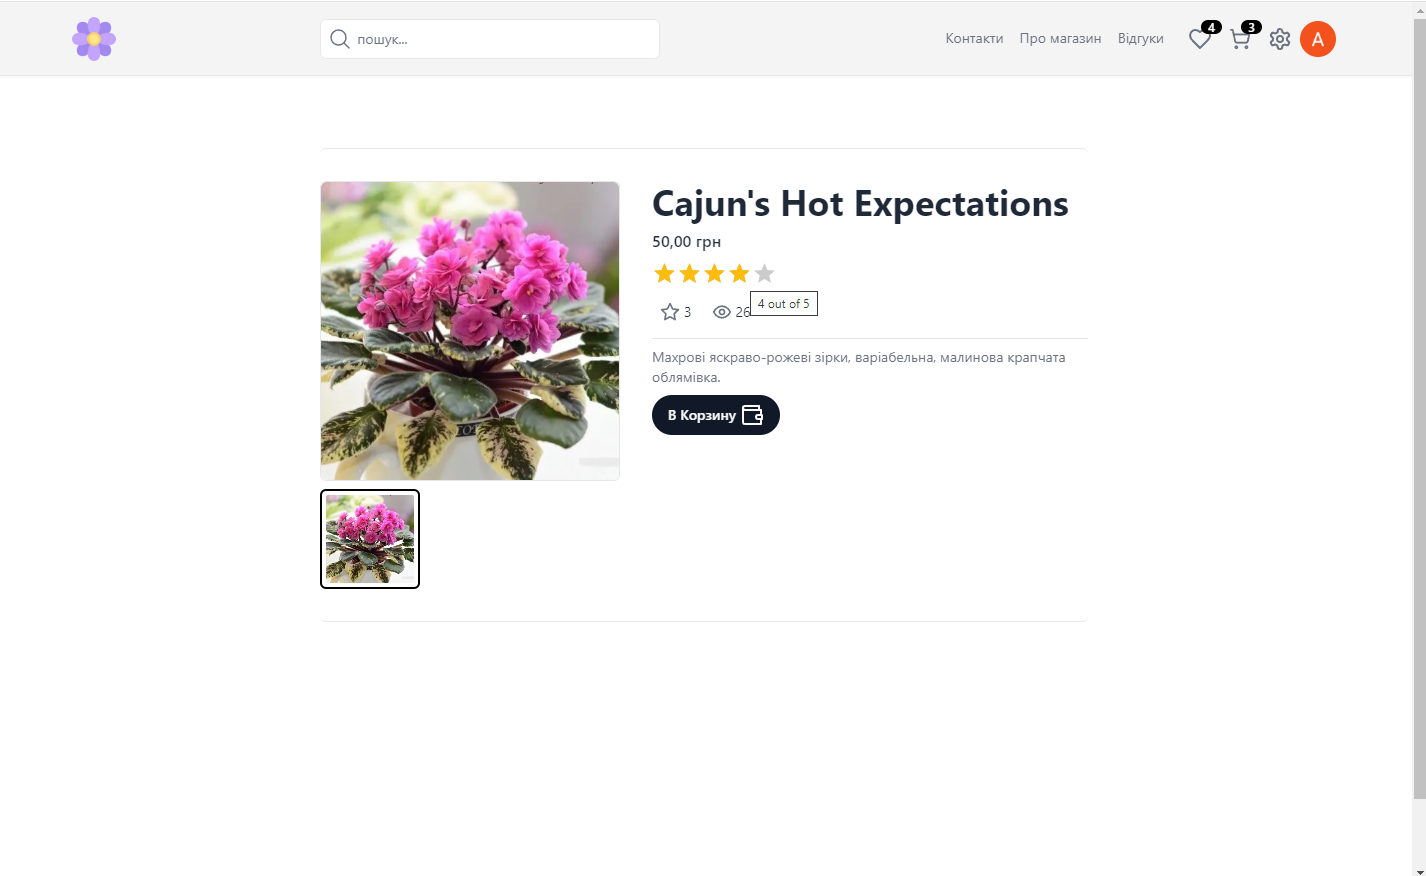 пошук...
Контакти Про магазин Відгуки 4 3 A
Cajun's Hot Expectations
50,00 грн
3 26
4 out of 5
Махрові яскраво-рожеві зірки, варіабельна, малинова крапчата
облямівка.
В Корзину